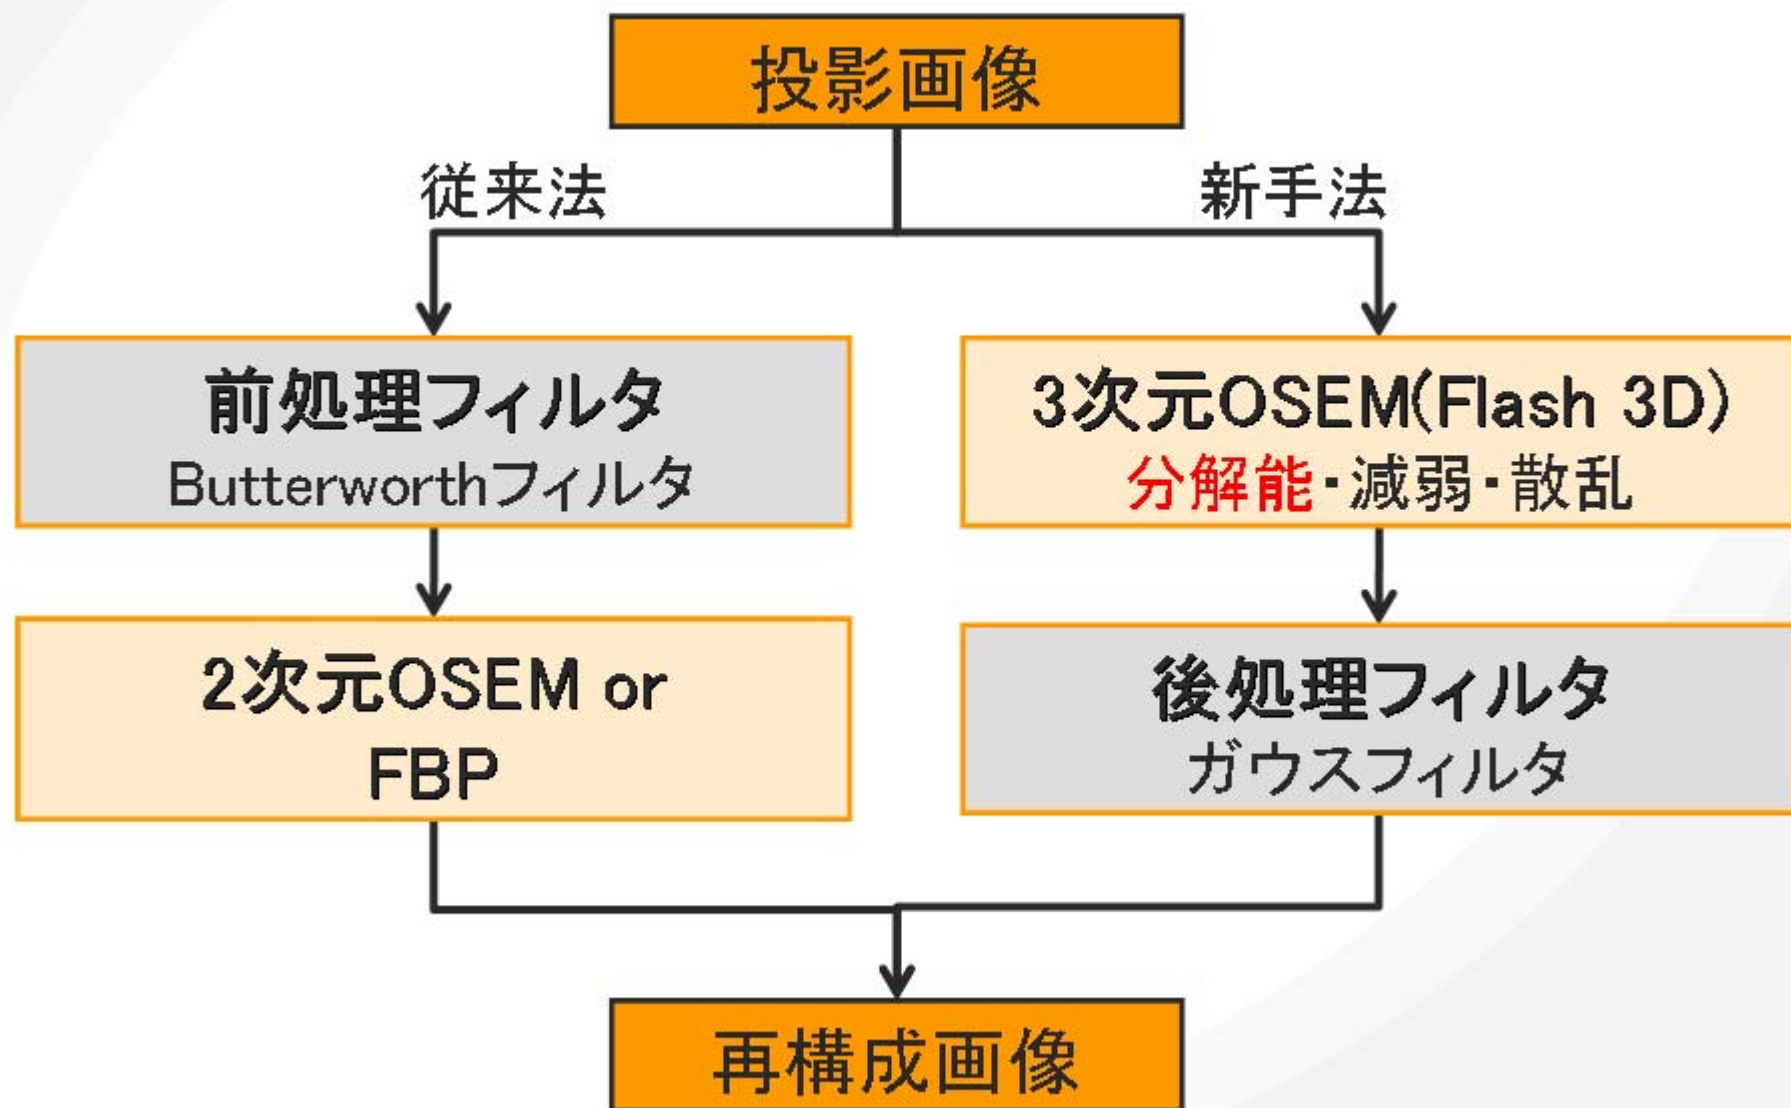 投影画像
従来法
新手法
前処理フィルタ
Butterworthフィルタ
2次元OSEM or
FBP
3次元OSEM(Flash 3D)
分解能・減弱・散乱
後処理フィルタ
ガウスフィルタ
再構成画像